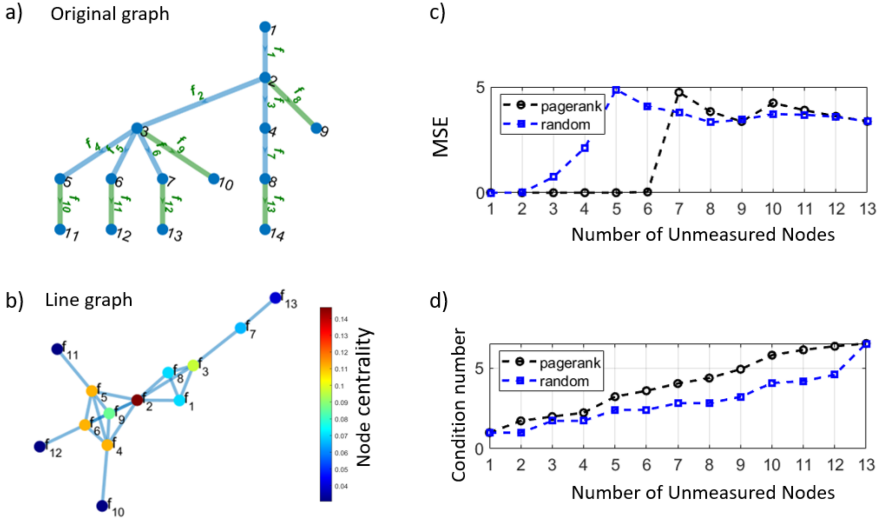 a) Original graph
1
f1
2
f2
f3
f8
3
4
9
f4
f5
f6
f9
f7
5
6
7
10
8
f10
f11
f12
f13
11
12
13
14
b) Line graph
f13
f7
f11
f8
f3
f5
f2
f1
f9
f6
f4
f12
f10
0.14
0.13
0.12
0.11
0.1
0.09
0.08
0.07
0.06
0.05
0.04
Node centrality
c)
5
0
MSE
pagerank
random
1 2 3 4 5 6 7 8 9 10 11 12 13
Number of Unmeasured Nodes
d)
5
0
Condition number
pagerank
random
1 2 3 4 5 6 7 8 9 10 11 12 13
Number of Unmeasured Nodes